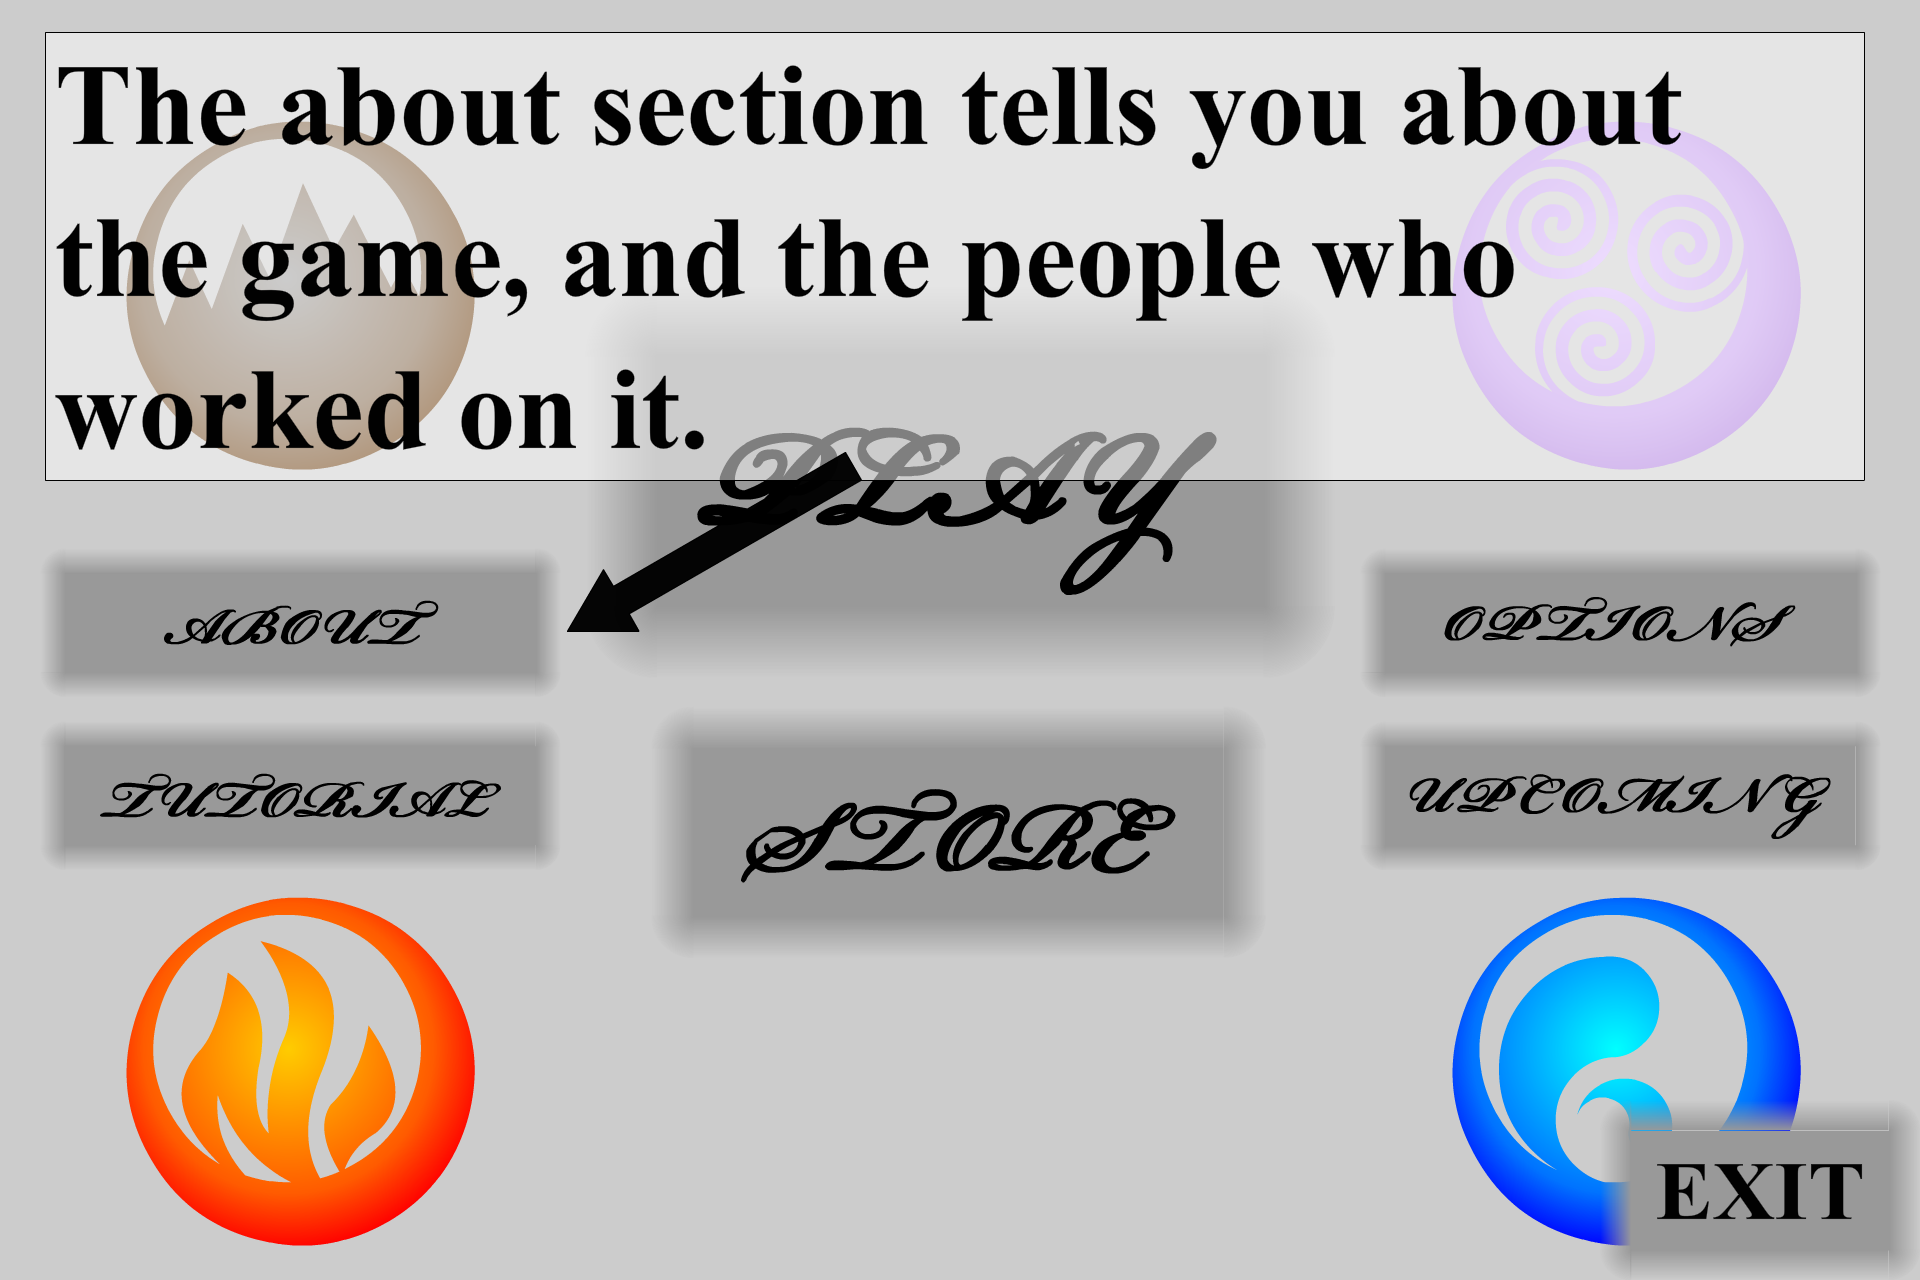 The about section tells you about
the game, and the people who
worked on it.
PLAY
ABOUT
OPTIONS
TUTORIAL
STORE
UPCOMING
EXIT